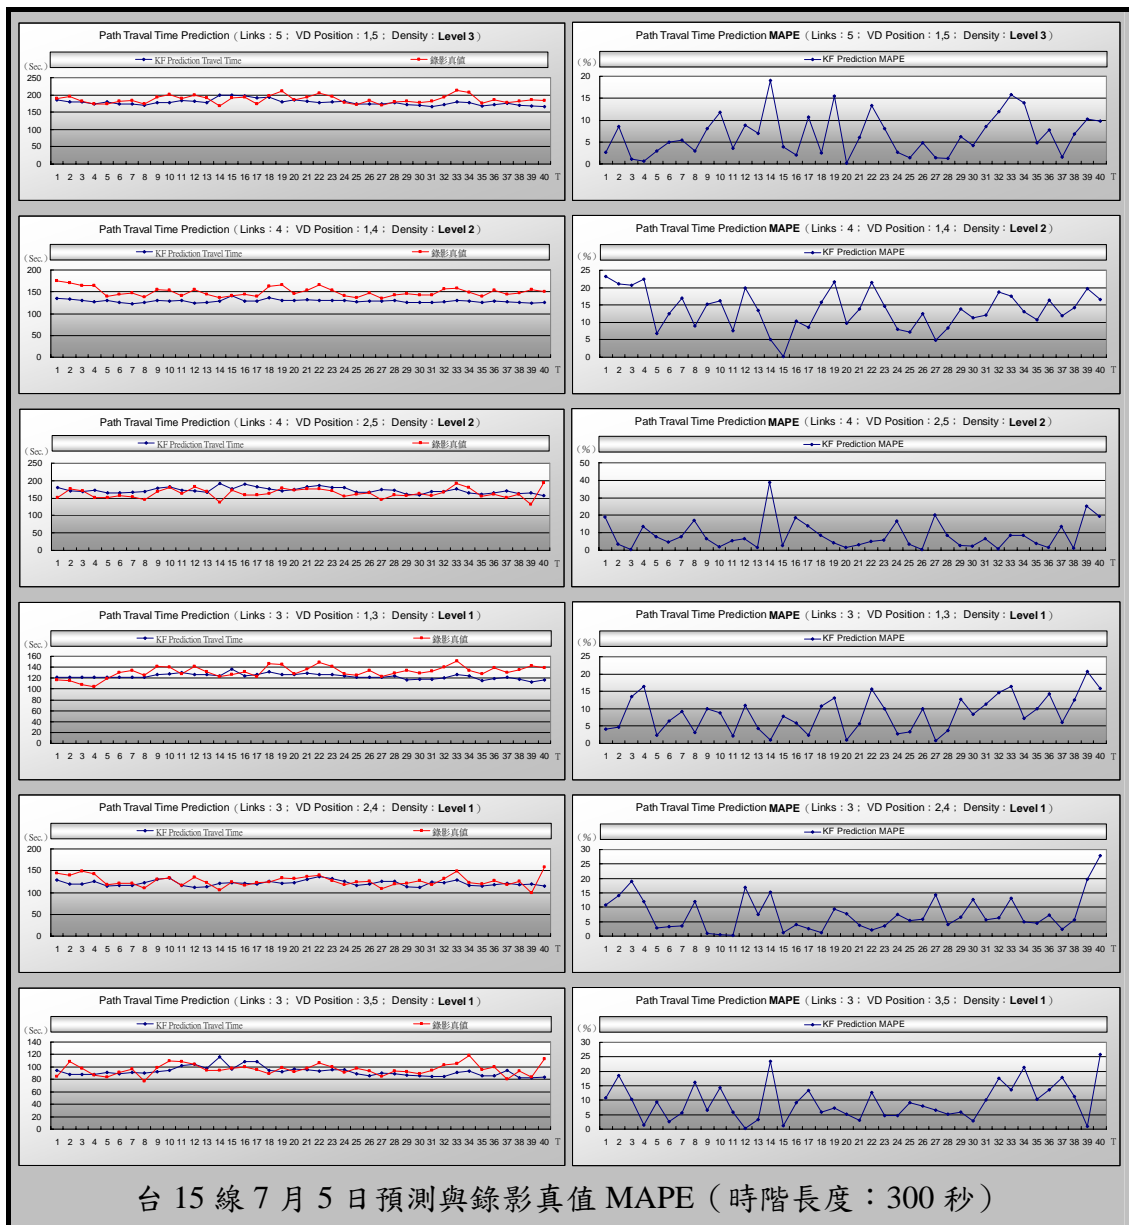 Path Traval Time Prediction（Links：5； VD Position：1,5； Density：Level 3）
(Sec.)
KF Prediction Travel Time
錄影真值
250
200
150
100
50
0
1 2 3 4 5 6 7 8 9 10 11 12 13 14 15 16 17 18 19 20 21 22 23 24 25 26 27 28 29 30 31 32 33 34 35 36 37 38 39 40 T
Path Traval Time Prediction MAPE（Links：5； VD Position：1,5； Density：Level 3）
(%)
KF Prediction MAPE
20
15
10
5
0
1 2 3 4 5 6 7 8 9 10 11 12 13 14 15 16 17 18 19 20 21 22 23 24 25 26 27 28 29 30 31 32 33 34 35 36 37 38 39 40 T
Path Traval Time Prediction（Links：4； VD Position：1,4； Density：Level 2）
(Sec.)
KF Prediction Travel Time
錄影真值
200
150
100
50
0
1 2 3 4 5 6 7 8 9 10 11 12 13 14 15 16 17 18 19 20 21 22 23 24 25 26 27 28 29 30 31 32 33 34 35 36 37 38 39 40 T
Path Traval Time Prediction MAPE（Links：4； VD Position：1,4； Density：Level 2）
(%)
KF Prediction MAPE
25
20
15
10
5
0
1 2 3 4 5 6 7 8 9 10 11 12 13 14 15 16 17 18 19 20 21 22 23 24 25 26 27 28 29 30 31 32 33 34 35 36 37 38 39 40 T
Path Traval Time Prediction（Links：4； VD Position：2,5； Density：Level 2）
(Sec.)
KF Prediction Travel Time
錄影真值
250
200
150
100
50
0
1 2 3 4 5 6 7 8 9 10 11 12 13 14 15 16 17 18 19 20 21 22 23 24 25 26 27 28 29 30 31 32 33 34 35 36 37 38 39 40 T
Path Traval Time Prediction MAPE（Links：4； VD Position：2,5； Density：Level 2）
(%)
KF Prediction MAPE
50
40
30
20
10
0
1 2 3 4 5 6 7 8 9 10 11 12 13 14 15 16 17 18 19 20 21 22 23 24 25 26 27 28 29 30 31 32 33 34 35 36 37 38 39 40 T
Path Traval Time Prediction（Links：3； VD Position：1,3； Density：Level 1）
(Sec.)
KF Prediction Travel Time
錄影真值
160
140
120
100
80
60
40
20
0
1 2 3 4 5 6 7 8 9 10 11 12 13 14 15 16 17 18 19 20 21 22 23 24 25 26 27 28 29 30 31 32 33 34 35 36 37 38 39 40 T
Path Traval Time Prediction MAPE（Links：3； VD Position：1,3； Density：Level 1）
(%)
KF Prediction MAPE
25
20
15
10
5
0
1 2 3 4 5 6 7 8 9 10 11 12 13 14 15 16 17 18 19 20 21 22 23 24 25 26 27 28 29 30 31 32 33 34 35 36 37 38 39 40 T
Path Traval Time Prediction（Links：3； VD Position：2,4； Density：Level 1）
(Sec.)
KF Prediction Travel Time
錄影真值
200
150
100
50
0
1 2 3 4 5 6 7 8 9 10 11 12 13 14 15 16 17 18 19 20 21 22 23 24 25 26 27 28 29 30 31 32 33 34 35 36 37 38 39 40 T
Path Traval Time Prediction MAPE（Links：3； VD Position：2,4； Density：Level 1）
(%)
KF Prediction MAPE
30
25
20
15
10
5
0
1 2 3 4 5 6 7 8 9 10 11 12 13 14 15 16 17 18 19 20 21 22 23 24 25 26 27 28 29 30 31 32 33 34 35 36 37 38 39 40 T
Path Traval Time Prediction（Links：3； VD Position：3,5； Density：Level 1）
(Sec.)
KF Prediction Travel Time
錄影真值
140
120
100
80
60
40
20
0
1 2 3 4 5 6 7 8 9 10 11 12 13 14 15 16 17 18 19 20 21 22 23 24 25 26 27 28 29 30 31 32 33 34 35 36 37 38 39 40 T
Path Traval Time Prediction MAPE（Links：3； VD Position：3,5； Density：Level 1）
(%)
KF Prediction MAPE
30
25
20
15
10
5
0
1 2 3 4 5 6 7 8 9 10 11 12 13 14 15 16 17 18 19 20 21 22 23 24 25 26 27 28 29 30 31 32 33 34 35 36 37 38 39 40 T
台 15 線 7 月 5 日預測與錄影真值 MAPE（時階長度：300 秒）